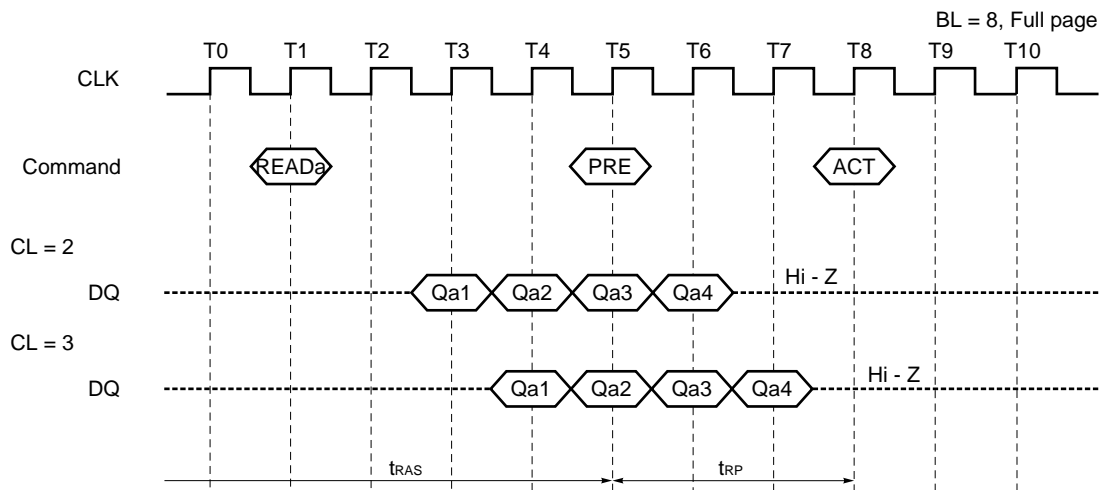 BL = 8, Full page
T0 T1 T2 T3 T4 T5 T6 T7 T8 T9 T10
CLK
Command READa PRE ACT
CL = 2
DQ Qa1 Qa2 Qa3 Qa4 Hi - Z
CL = 3
DQ Qa1 Qa2 Qa3 Qa4 Hi - Z
tRAS tRP